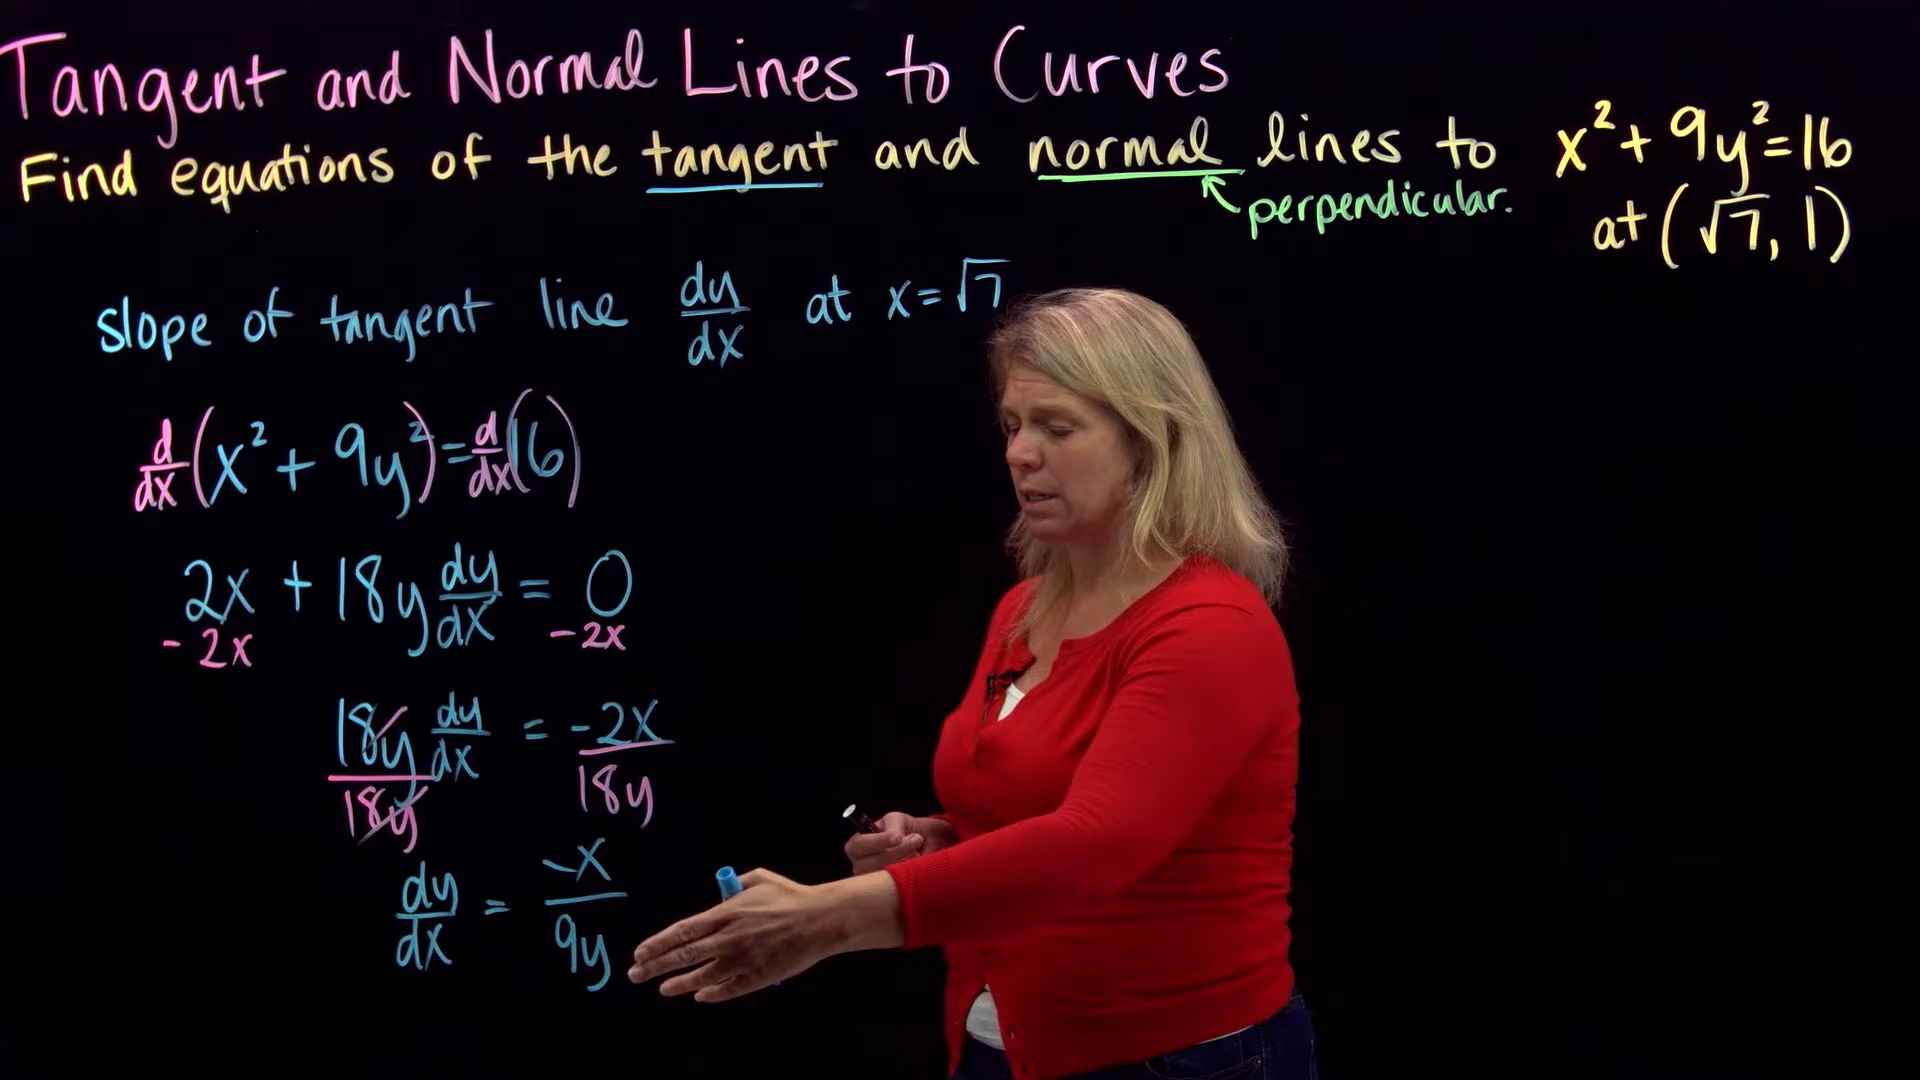 Tangent and Normal Lines to Curves
Find equations of the tangent and normal lines to x² + 9y² = 16
perpendicular.
at (√7, 1)
slope of tangent line dy/dx at x = √7
d/dx (x² + 9y²) = d/dx (16)
2x + 18y dy/dx = 0
- 2x - 2x
18y dy/dx / 18y = -2x / 18y
dy/dx = -x / 9y